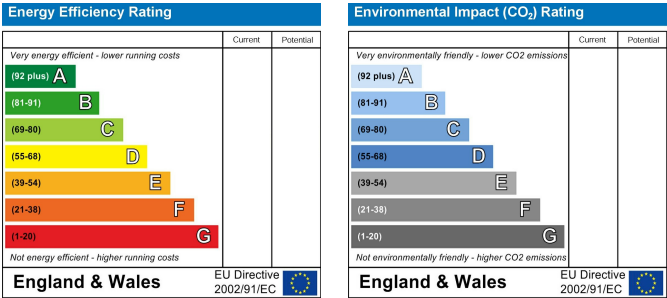 Energy Efficiency Rating
Current Potential
Very energy efficient - lower running costs
(92 plus) A
(81-91) B
(69-80) C
(55-68) D
(39-54) E
(21-38) F
(1-20) G
Not energy efficient - higher running costs
England & Wales
EU Directive
2002/91/EC
Environmental Impact (CO₂) Rating
Current Potential
Very environmentally friendly - lower CO2 emissions
(92 plus) A
(81-91) B
(69-80) C
(55-68) D
(39-54) E
(21-38) F
(1-20) G
Not environmentally friendly - higher CO2 emissions
England & Wales
EU Directive
2002/91/EC